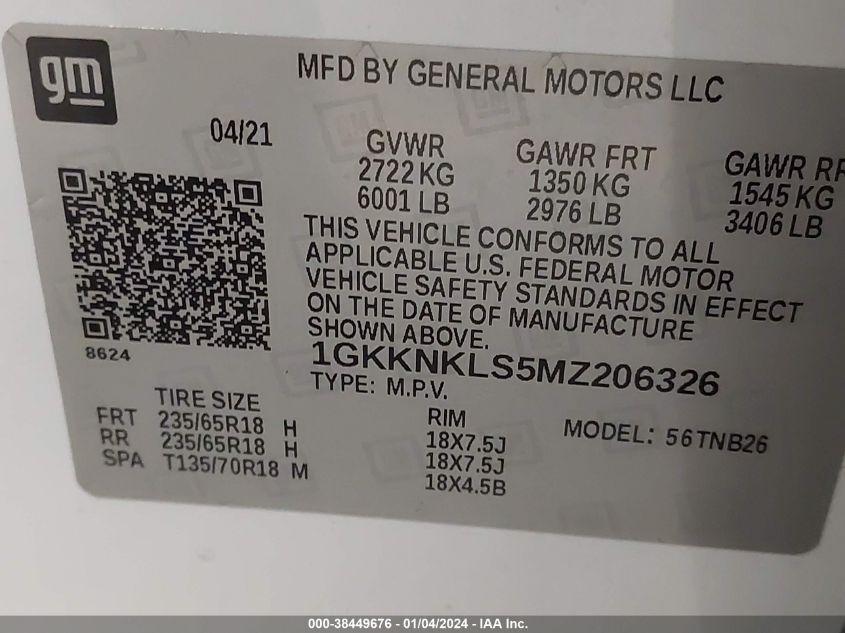 gm
MFD BY GENERAL MOTORS LLC
04/21
GVWR GAWR FRT GAWR RR
2722 KG 1350 KG 1545 KG
6001 LB 2976 LB 3406 LB
THIS VEHICLE CONFORMS TO ALL
APPLICABLE U.S. FEDERAL MOTOR
VEHICLE SAFETY STANDARDS IN EFFECT
ON THE DATE OF MANUFACTURE
SHOWN ABOVE.
8624
1GKKNKLS5MZ206326
TYPE: M.P.V.
TIRE SIZE RIM MODEL: 56TNB26
FRT 235/65R18 H 18X7.5J
RR 235/65R18 H 18X7.5J
SPA T135/70R18 M 18X4.5B
000-38449676 - 01/04/2024 - IAA Inc.